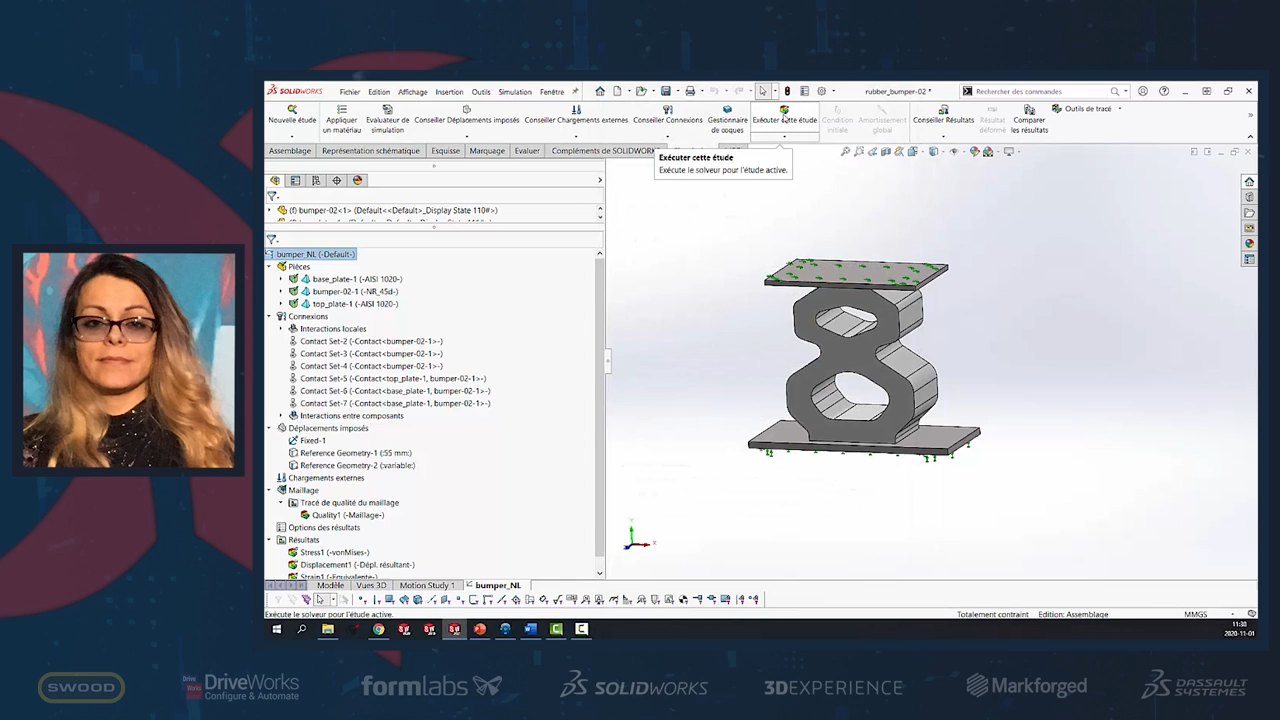 SOLIDWORKS
Fichier Edition Affichage Insertion Outils Simulation Fenêtre
rubber_bumper-02 *
Rechercher des commandes
Nouvelle étude
Appliquer
un matériau
Evaluateur de
simulation
Conseiller Déplacements imposés
Conseiller Chargements externes
Conseiller Connexions
Gestionnaire
de coques
Exécuter cette étude
Condition
initiale
Amortissement
global
Conseiller Résultats
Résultat
déformé
Comparer
les résultats
Outils de tracé
Assemblage Représentation schématique Esquisse Marquage Evaluer Compléments de SOLIDWORKS
Exécuter cette étude
Exécute le solveur pour l'étude active.
(f) bumper-02<1> (Default<<Default>_Display State 110#>)
bumper_NL (-Default-)
Pièces
base_plate-1 (-AISI 1020-)
bumper-02-1 (-NR_45d-)
top_plate-1 (-AISI 1020-)
Connexions
Interactions locales
Contact Set-2 (-Contact<bumper-02-1>-)
Contact Set-3 (-Contact<bumper-02-1>-)
Contact Set-4 (-Contact<bumper-02-1>-)
Contact Set-5 (-Contact<top_plate-1, bumper-02-1>-)
Contact Set-6 (-Contact<base_plate-1, bumper-02-1>-)
Contact Set-7 (-Contact<base_plate-1, bumper-02-1>-)
Interactions entre composants
Déplacements imposés
Fixed-1
Reference Geometry-1 (:55 mm:)
Reference Geometry-2 (:variable:)
Chargements externes
Maillage
Tracé de qualité du maillage
Quality1 (-Maillage-)
Options des résultats
Résultats
Stress1 (-vonMises-)
Displacement1 (-Dépl. résultant-)
Strain1 (-Equivalente-)
Modèle Vues 3D Motion Study 1 bumper_NL
Exécute le solveur pour l'étude active.
Totalement contraint Edition: Assemblage MMGS
11:30
2020-11-01
SWOOD
Drive
Works
DriveWorks
Configure & Automate
formlabs
SOLIDWORKS
3DEXPERIENCE
Markforged
DASSAULT
SYSTEMES